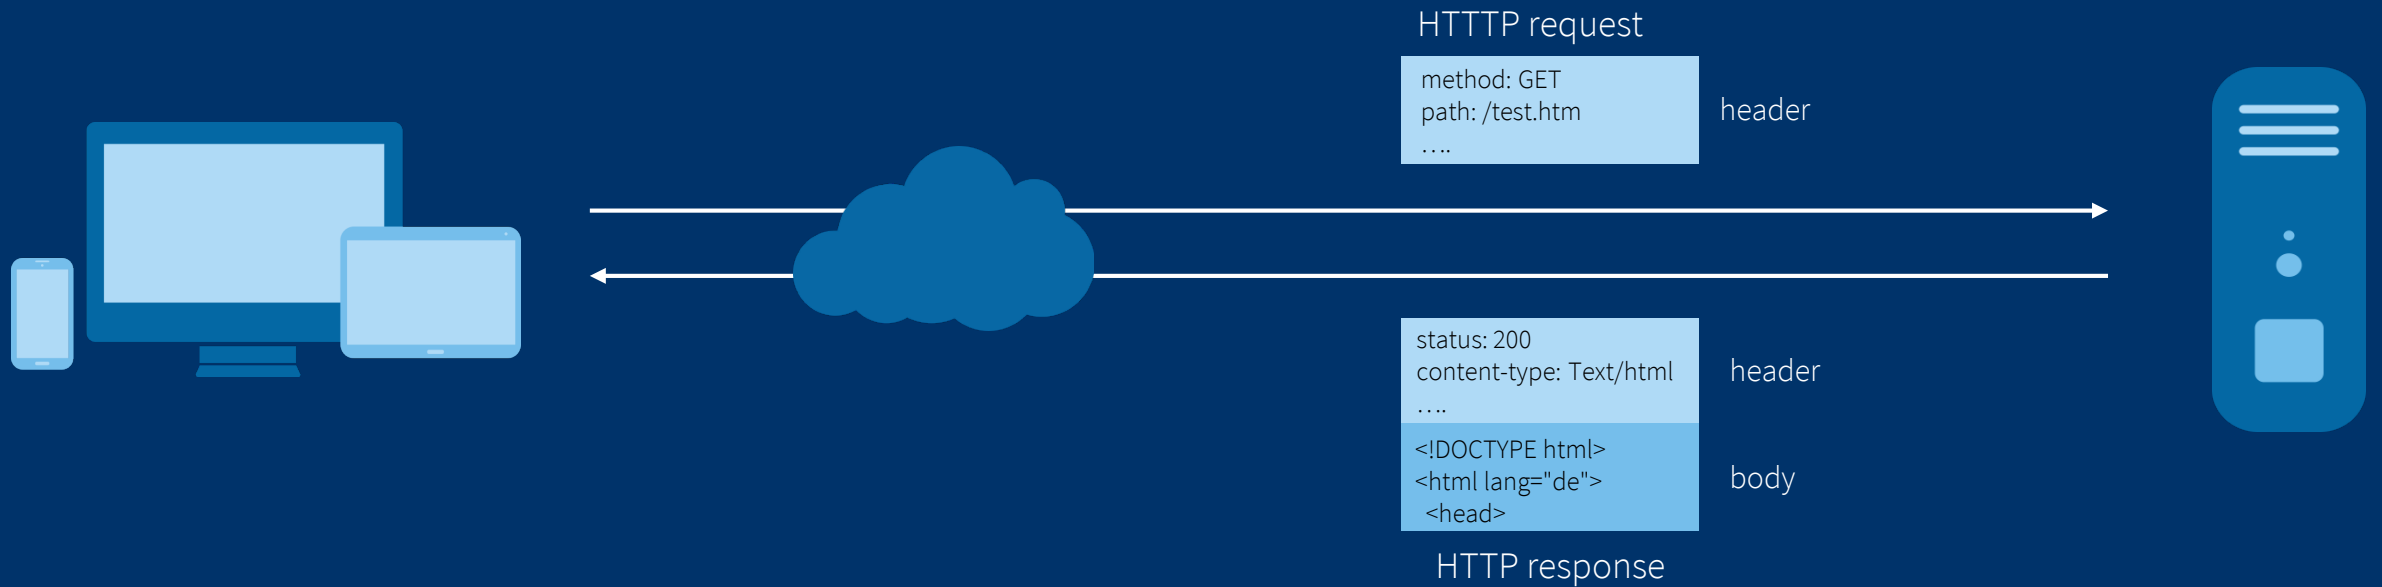 HTTTP request
method: GET
path: /test.htm
header
….
status: 200
content-type: Text/html
header
….
<!DOCTYPE html>
<html lang="de">
body
<head>
HTTP response